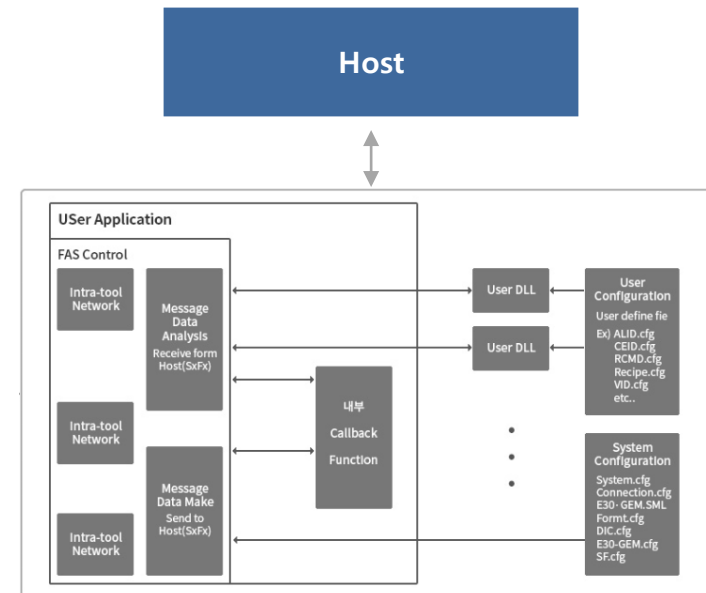 Host
USer Application
FAS Control
Intra-tool
Network
Message
Data
Analysis
Receive form
Host(SxFx)
Intra-tool
Network
Message
Data Make
Send to
Host(SxFx)
Intra-tool
Network
내부
Callback
Function
User DLL
User DLL
User
Configuration
User define fie
Ex) ALID.cfg
CEID.cfg
RCMD.cfg
Recipe.cfg
VID.cfg
etc..
System
Configuration
System.cfg
Connection.cfg
E30·GEM.SML
Formt.cfg
DIC.cfg
E30-GEM.cfg
SF.cfg